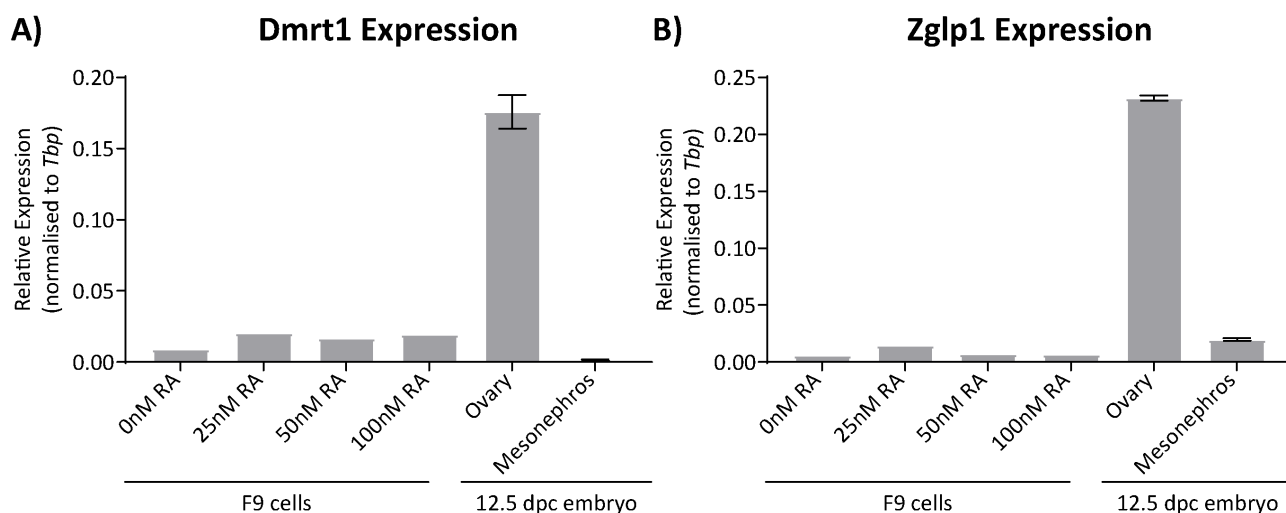 A)
Dmrt1 Expression
Relative Expression
(normalised to Tbp)
0.20
0.15
0.10
0.05
0.00
0nM RA
25nM RA
50nM RA
100nM RA
Ovary
Mesonephros
F9 cells
12.5 dpc embryo
B)
Zglp1 Expression
Relative Expression
(normalised to Tbp)
0.25
0.20
0.15
0.10
0.05
0.00
0nM RA
25nM RA
50nM RA
100nM RA
Ovary
Mesonephros
F9 cells
12.5 dpc embryo